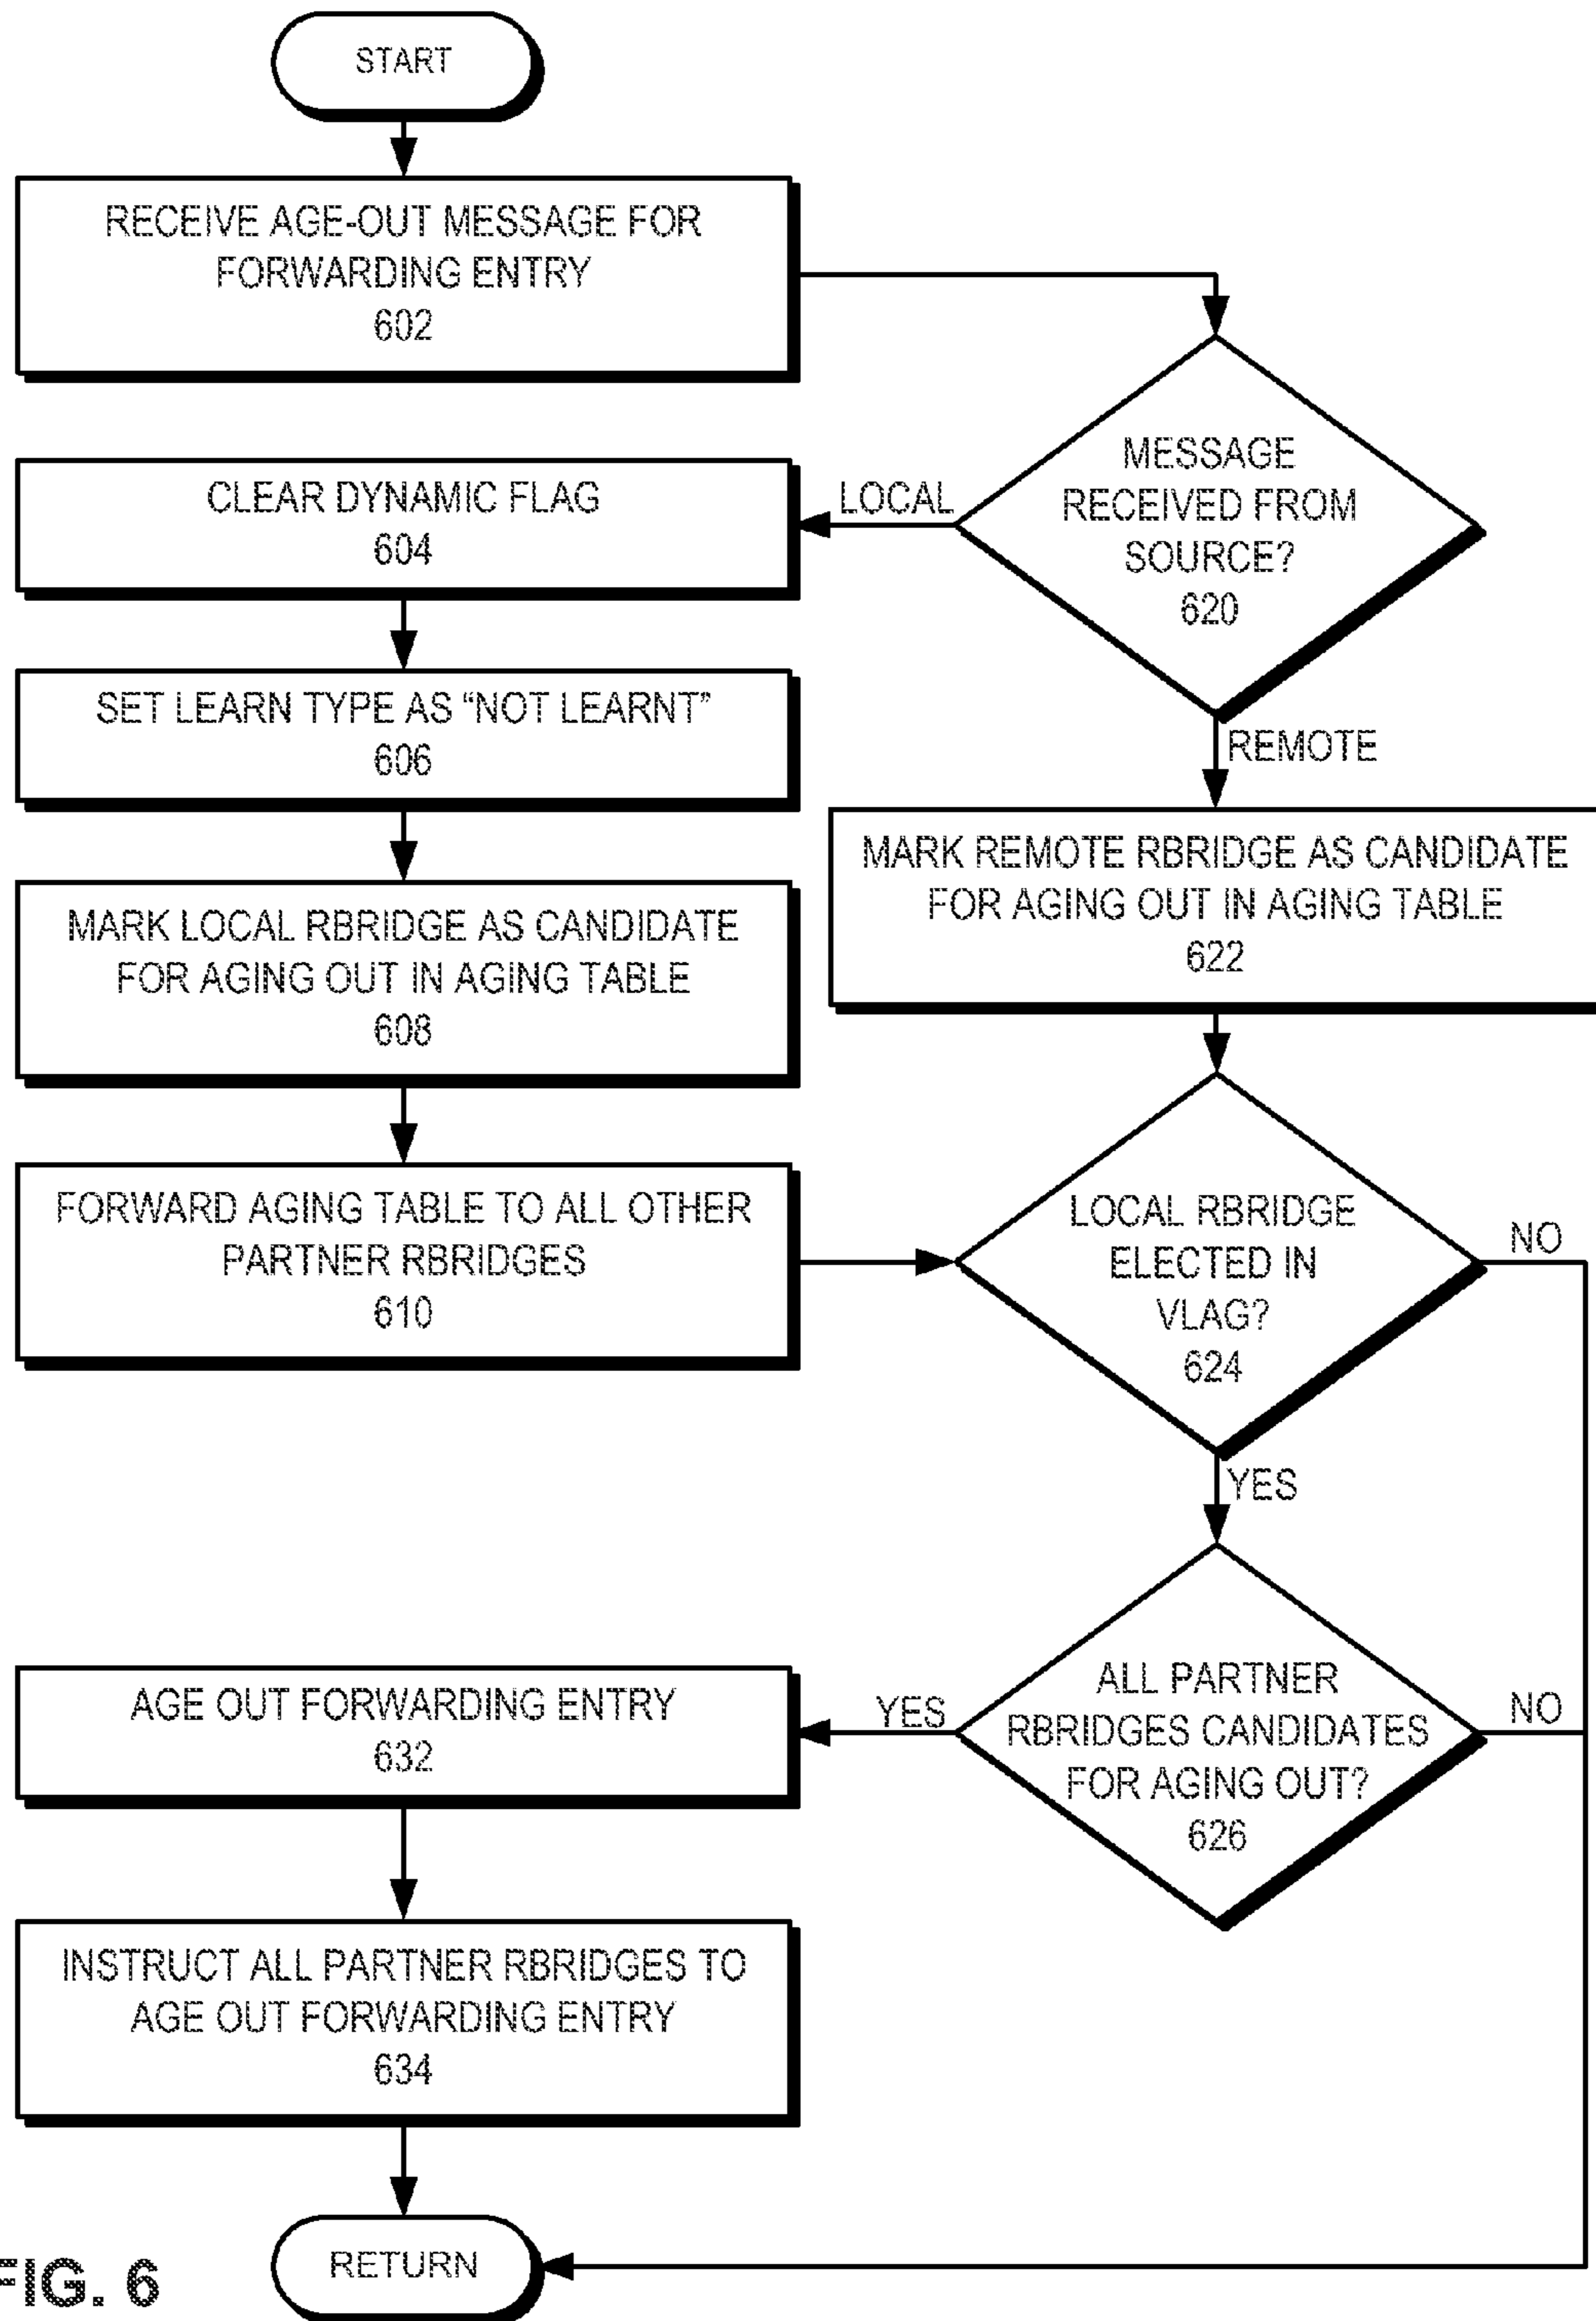 START
RECEIVE AGE-OUT MESSAGE FOR
FORWARDING ENTRY
602
MESSAGE
RECEIVED FROM
SOURCE?
620
LOCAL
CLEAR DYNAMIC FLAG
604
SET LEARN TYPE AS “NOT LEARNT”
606
REMOTE
MARK REMOTE RBRIDGE AS CANDIDATE
FOR AGING OUT IN AGING TABLE
622
MARK LOCAL RBRIDGE AS CANDIDATE
FOR AGING OUT IN AGING TABLE
608
FORWARD AGING TABLE TO ALL OTHER
PARTNER RBRIDGES
610
LOCAL RBRIDGE
ELECTED IN
VLAG?
624
NO
YES
ALL PARTNER
RBRIDGES CANDIDATES
FOR AGING OUT?
626
NO
YES
AGE OUT FORWARDING ENTRY
632
INSTRUCT ALL PARTNER RBRIDGES TO
AGE OUT FORWARDING ENTRY
634
RETURN
FIG. 6